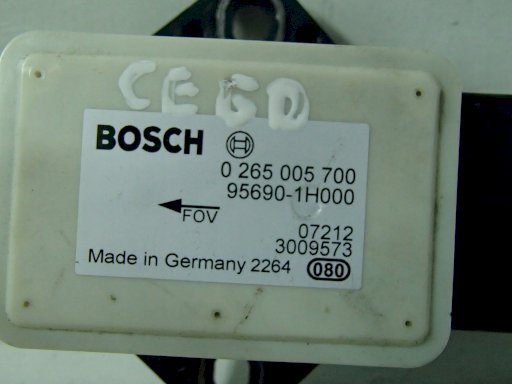 CEGD
BOSCH
0 265 005 700
95690-1H000
FOV
07212
3009573
Made in Germany 2264 080